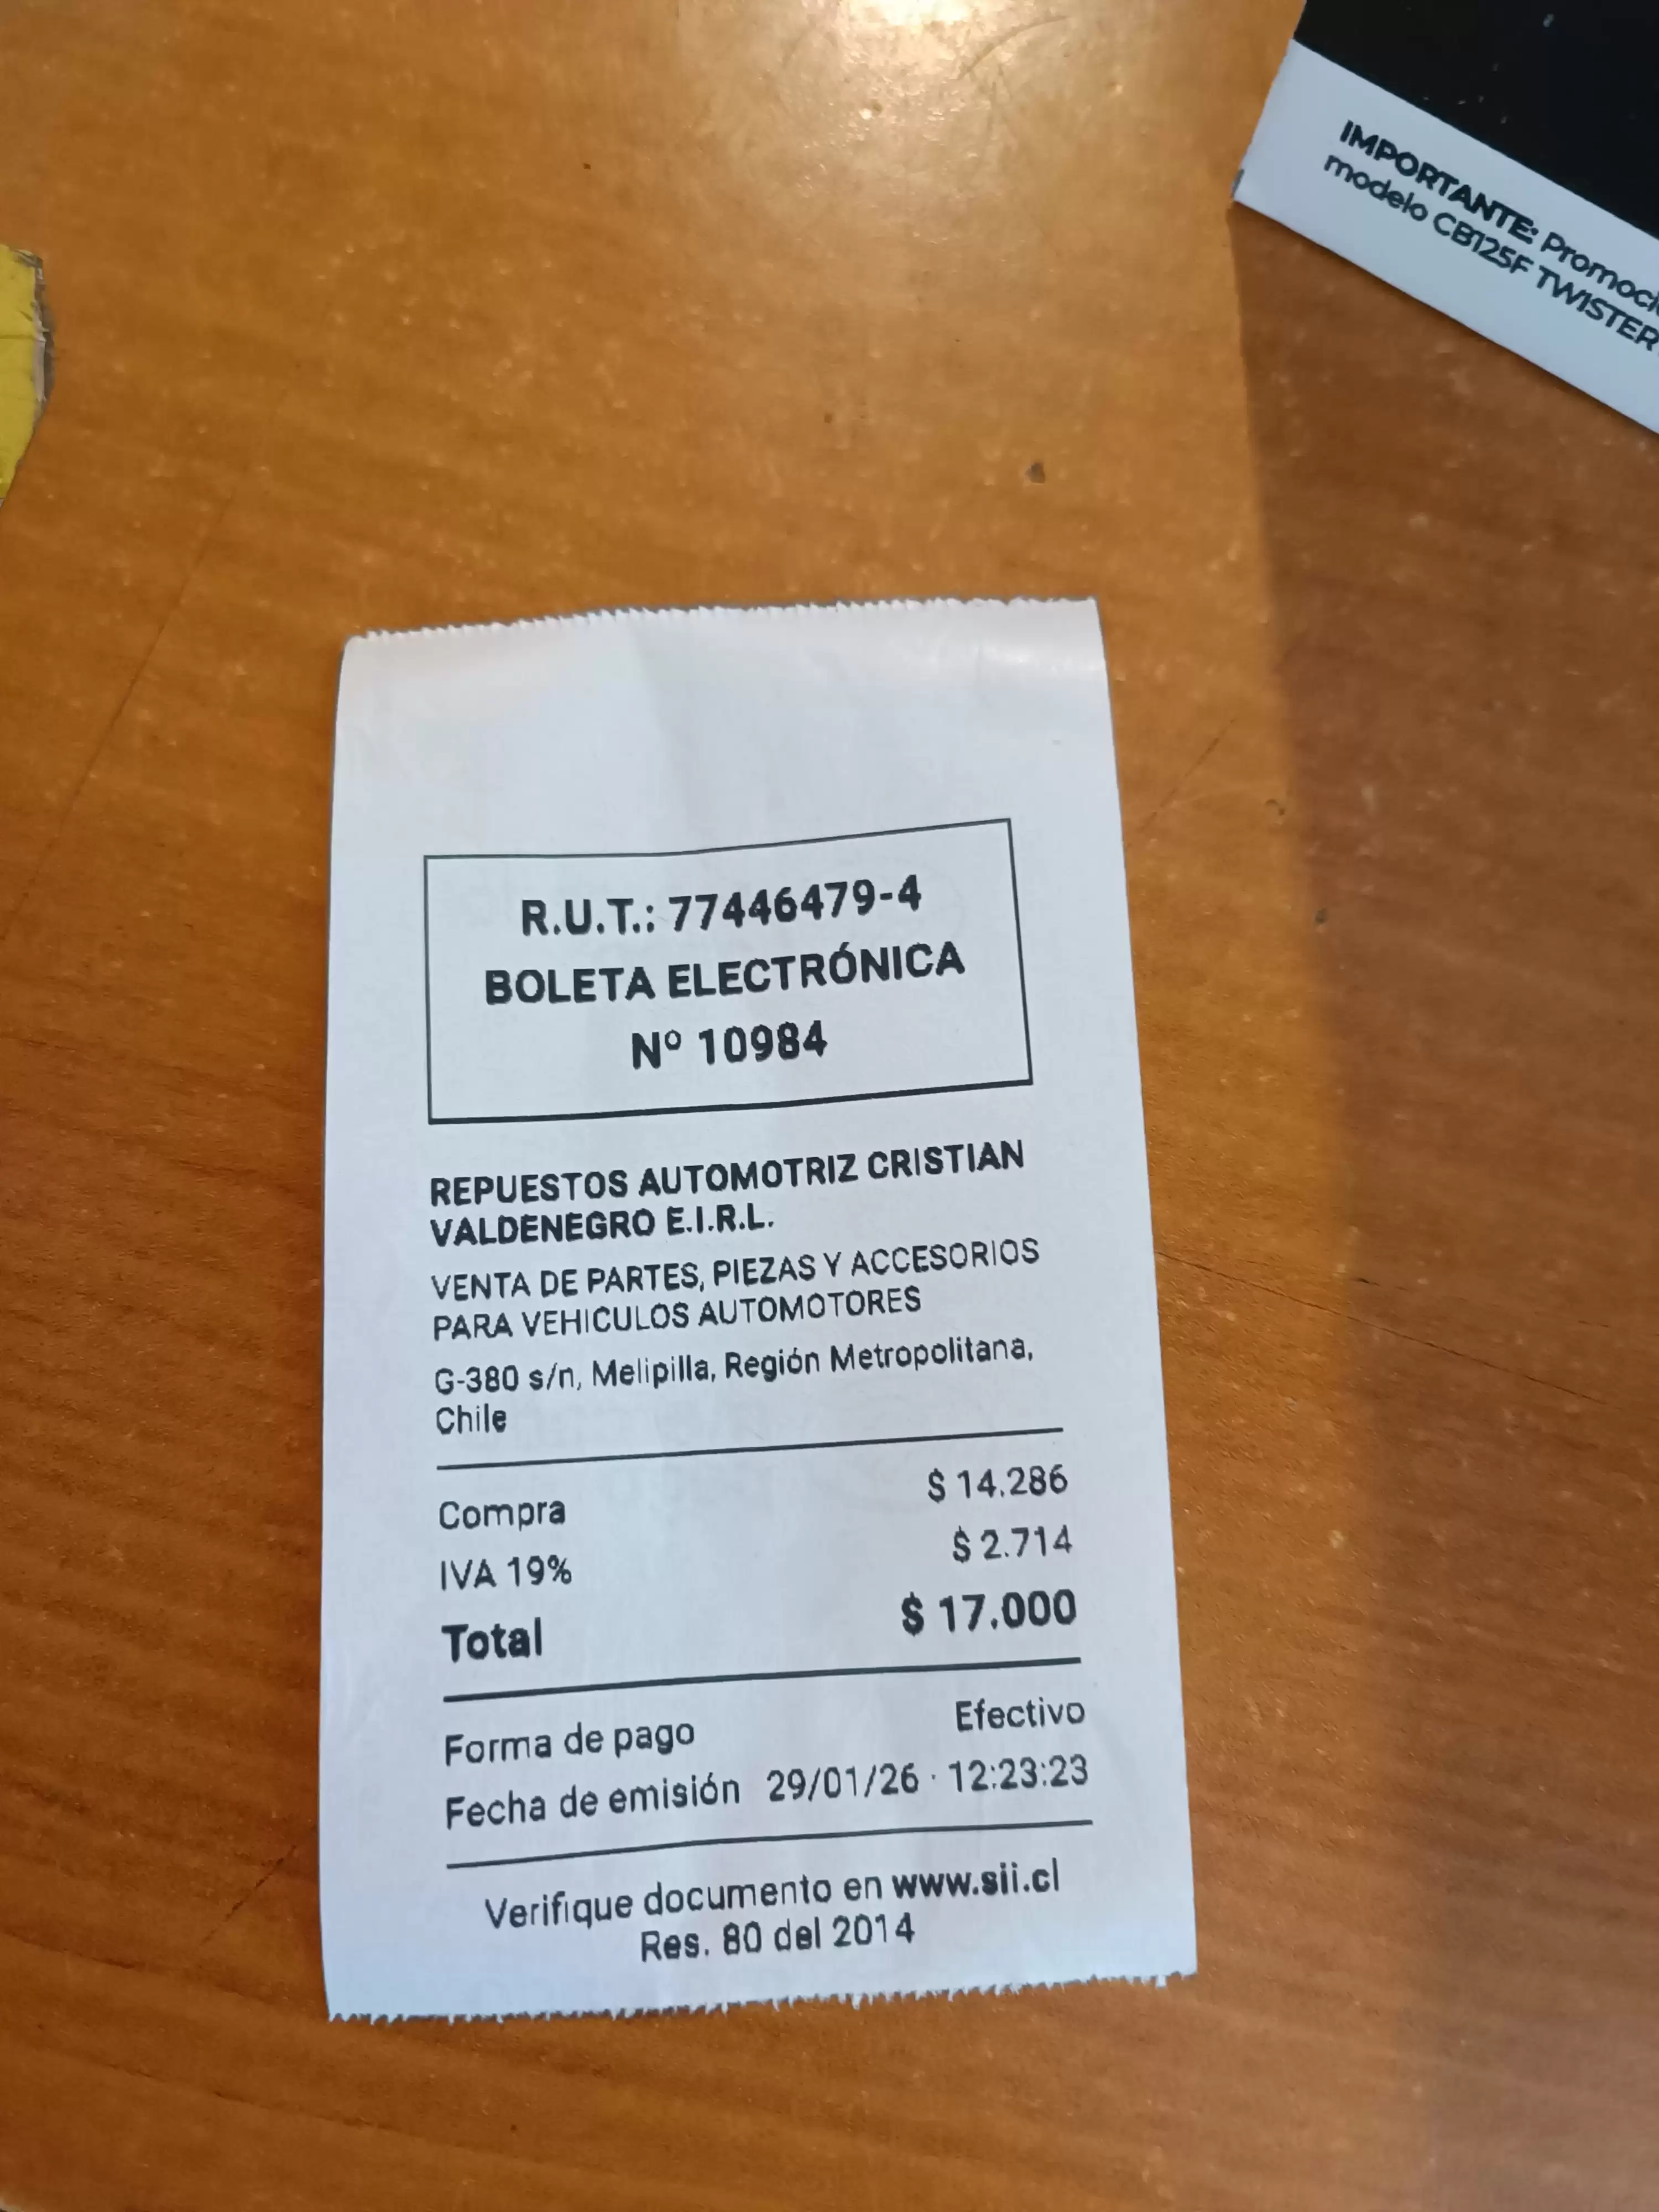 IMPORTANTE: Promoci
modelo CB125F TWISTER
R.U.T.: 77446479-4
BOLETA ELECTRÓNICA
Nº 10984
REPUESTOS AUTOMOTRIZ CRISTIAN
VALDENEGRO E.I.R.L.
VENTA DE PARTES, PIEZAS Y ACCESORIOS
PARA VEHICULOS AUTOMOTORES
G-380 s/n, Melipilla, Región Metropolitana,
Chile
Compra $ 14.286
IVA 19% $ 2.714
Total $ 17.000
Forma de pago Efectivo
Fecha de emisión 29/01/26 · 12:23:23
Verifique documento en www.sii.cl
Res. 80 del 2014